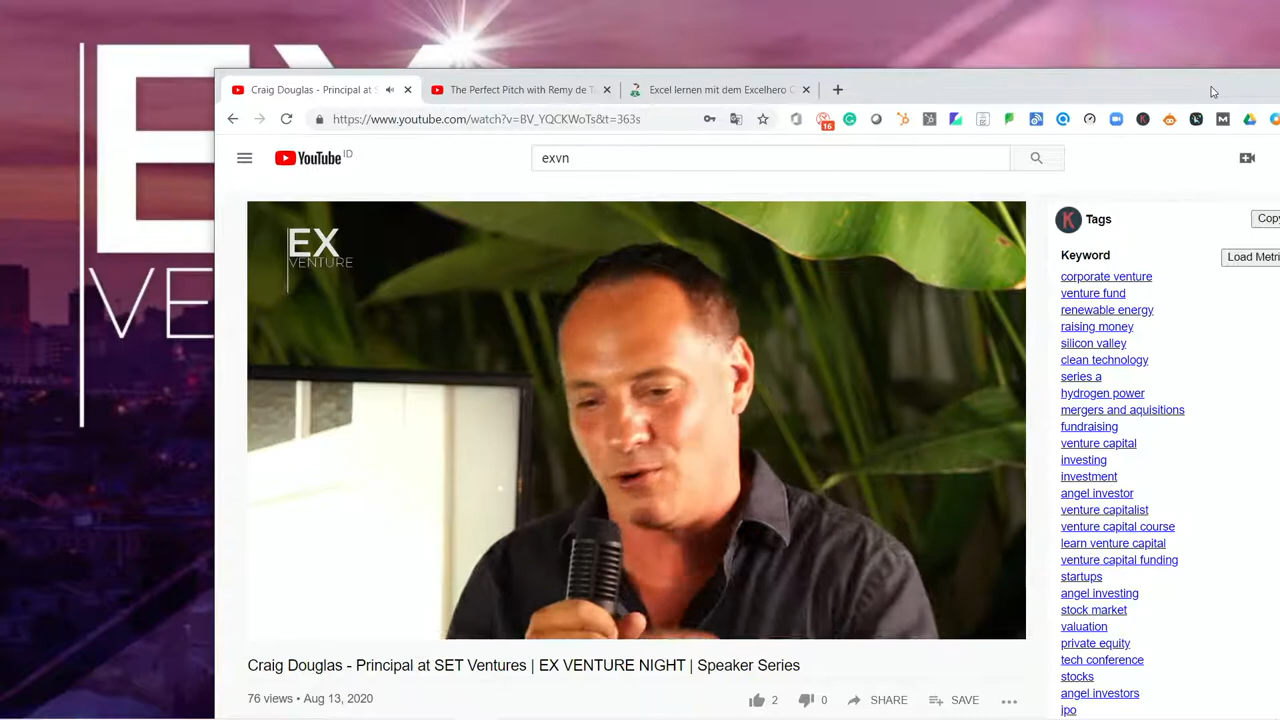 EX
VE
Craig Douglas - Principal at S
The Perfect Pitch with Remy de T
Excel lernen mit dem Excelhero
https://www.youtube.com/watch?v=BV_YQCKWoTs&t=363s
16
YouTube ID
exvn
EX
VENTURE
K
Tags
Copy
Keyword
Load Metri
corporate venture
venture fund
renewable energy
raising money
silicon valley
clean technology
series a
hydrogen power
mergers and aquisitions
fundraising
venture capital
investing
investment
angel investor
venture capitalist
venture capital course
learn venture capital
venture capital funding
startups
angel investing
stock market
valuation
private equity
tech conference
stocks
angel investors
ipo
Craig Douglas - Principal at SET Ventures | EX VENTURE NIGHT | Speaker Series
76 views • Aug 13, 2020
2
0
SHARE
SAVE